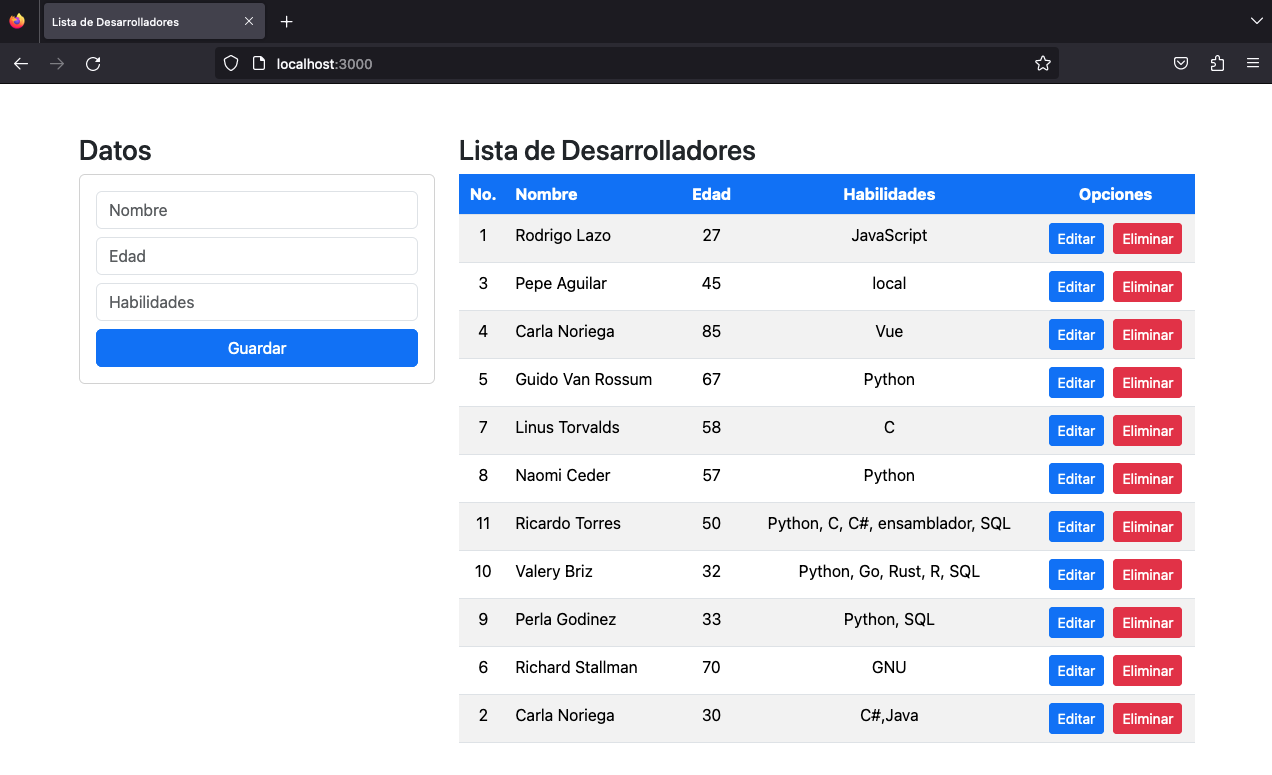 Lista de Desarrolladores
localhost:3000
Datos
Nombre
Edad
Habilidades
Guardar
Lista de Desarrolladores
No. Nombre Edad Habilidades Opciones
1 Rodrigo Lazo 27 JavaScript Editar Eliminar
3 Pepe Aguilar 45 local Editar Eliminar
4 Carla Noriega 85 Vue Editar Eliminar
5 Guido Van Rossum 67 Python Editar Eliminar
7 Linus Torvalds 58 C Editar Eliminar
8 Naomi Ceder 57 Python Editar Eliminar
11 Ricardo Torres 50 Python, C, C#, ensamblador, SQL Editar Eliminar
10 Valery Briz 32 Python, Go, Rust, R, SQL Editar Eliminar
9 Perla Godinez 33 Python, SQL Editar Eliminar
6 Richard Stallman 70 GNU Editar Eliminar
2 Carla Noriega 30 C#,Java Editar Eliminar